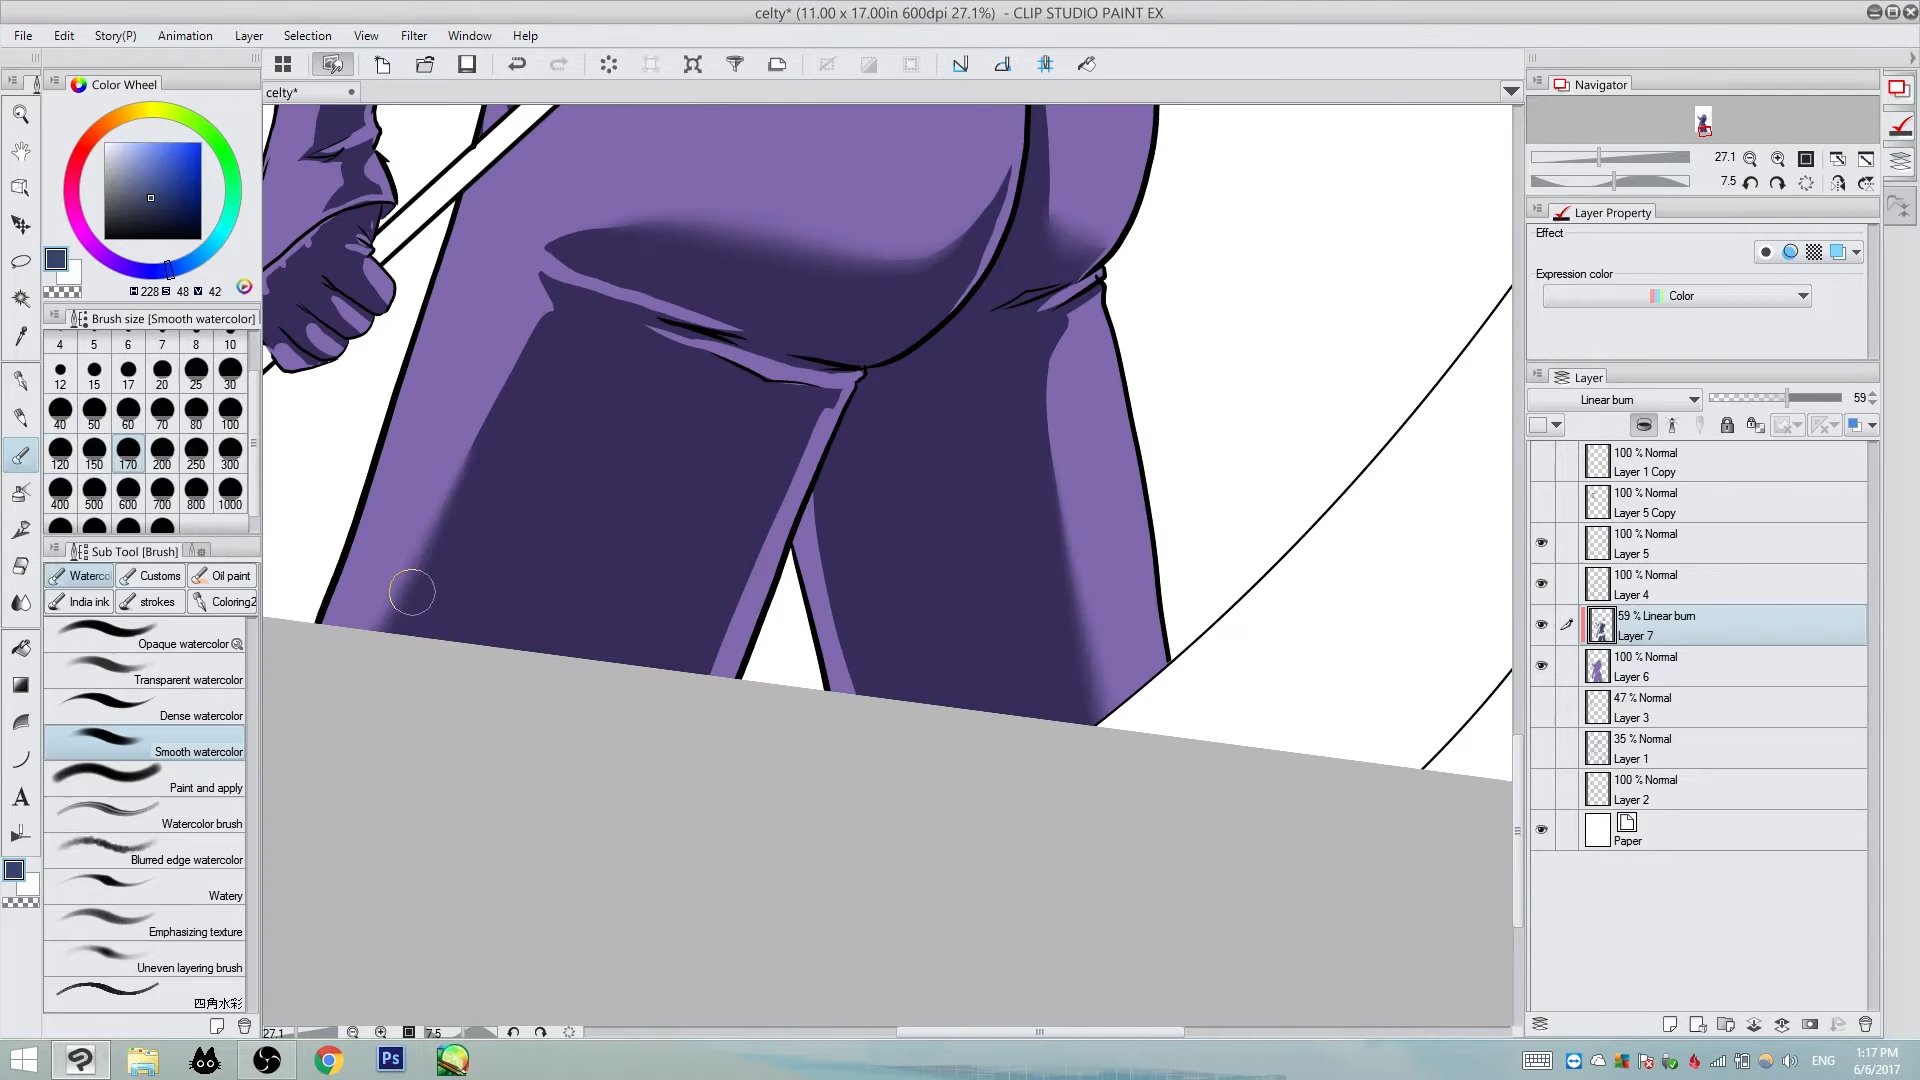 celty* (11.00 x 17.00in 600dpi 27.1%) - CLIP STUDIO PAINT EX
File Edit Story(P) Animation Layer Selection Filter View Window Help
celty*
Color Wheel
H 228 S 48 V 42
Brush size [Smooth watercolor]
4 5 6 7 8 10
12 15 17 20 25 30
40 50 60 70 80 100
120 150 170 200 250 300
400 500 600 700 800 1000
Sub Tool [Brush]
Waterco Customs Oil paint
India ink strokes Coloring2
Opaque watercolor
Transparent watercolor
Dense watercolor
Smooth watercolor
Paint and apply
Watercolor brush
Blurred edge watercolor
Watery
Emphasizing texture
Uneven layering brush
四角水彩
A
27.1 7.5
Navigator
27.1
7.5
Layer Property
Effect
Expression color
Color
Layer
Linear burn 59
100 % Normal
Layer 1 Copy
100 % Normal
Layer 5 Copy
100 % Normal
Layer 5
100 % Normal
Layer 4
59 % Linear burn
Layer 7
100 % Normal
Layer 6
47 % Normal
Layer 3
35 % Normal
Layer 1
100 % Normal
Layer 2
Paper
Ps
ENG
1:17 PM
6/6/2017